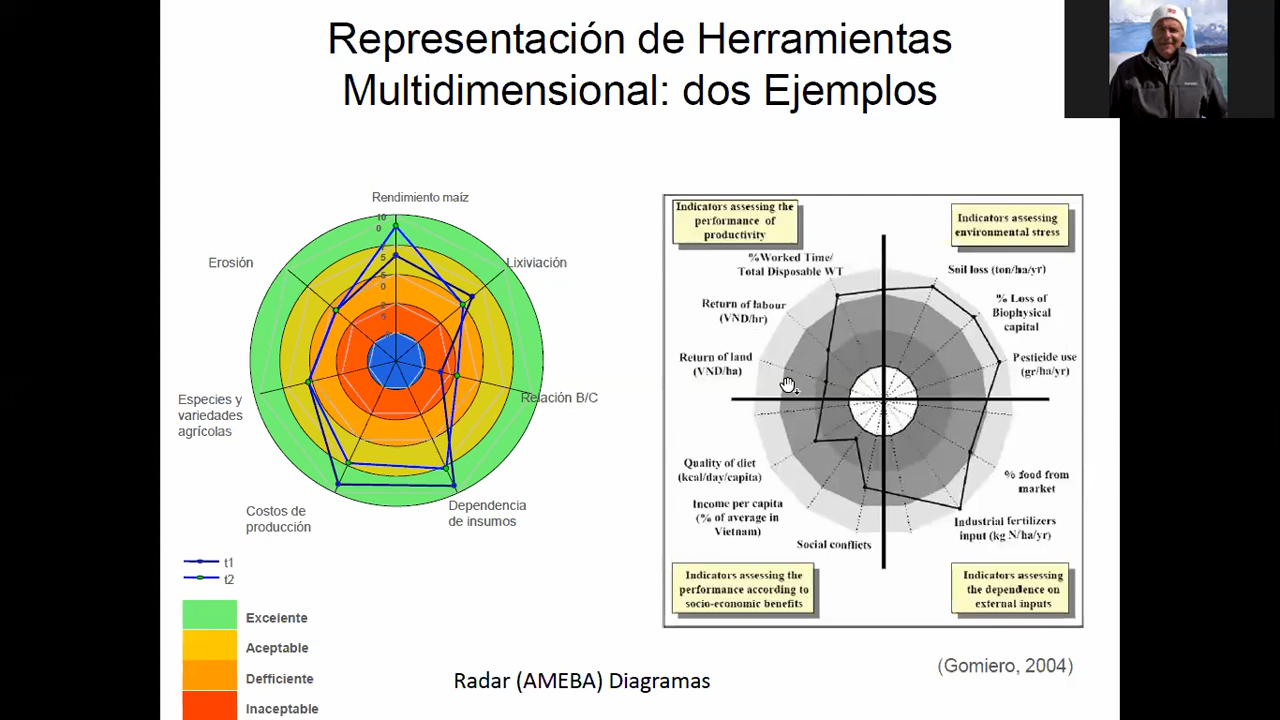 Representación de Herramientas
Multidimensional: dos Ejemplos
Rendimiento maíz
Erosión
Lixiviación
Relación B/C
Especies y
variedades
agrícolas
Costos de
producción
Dependencia
de insumos
t1
t2
Excelente
Aceptable
Defficiente
Inaceptable
Indicators assessing the
performance of
productivity
Indicators assessing
environmental stress
%Worked Time/
Total Disposable WT
Soil loss (ton/ha/yr)
Return of labour
(VND/hr)
% Loss of
Biophysical
capital
Return of land
(VND/ha)
Pesticide use
(gr/ha/yr)
Quality of diet
(kcal/day/capita)
% food from
market
Income per capita
(% of average in
Vietnam)
Industrial fertilizers
input (kg N/ha/yr)
Social conflicts
Indicators assessing the
performance according to
socio-economic benefits
Indicators assessing
the dependence on
external inputs
(Gomiero, 2004)
Radar (AMEBA) Diagramas